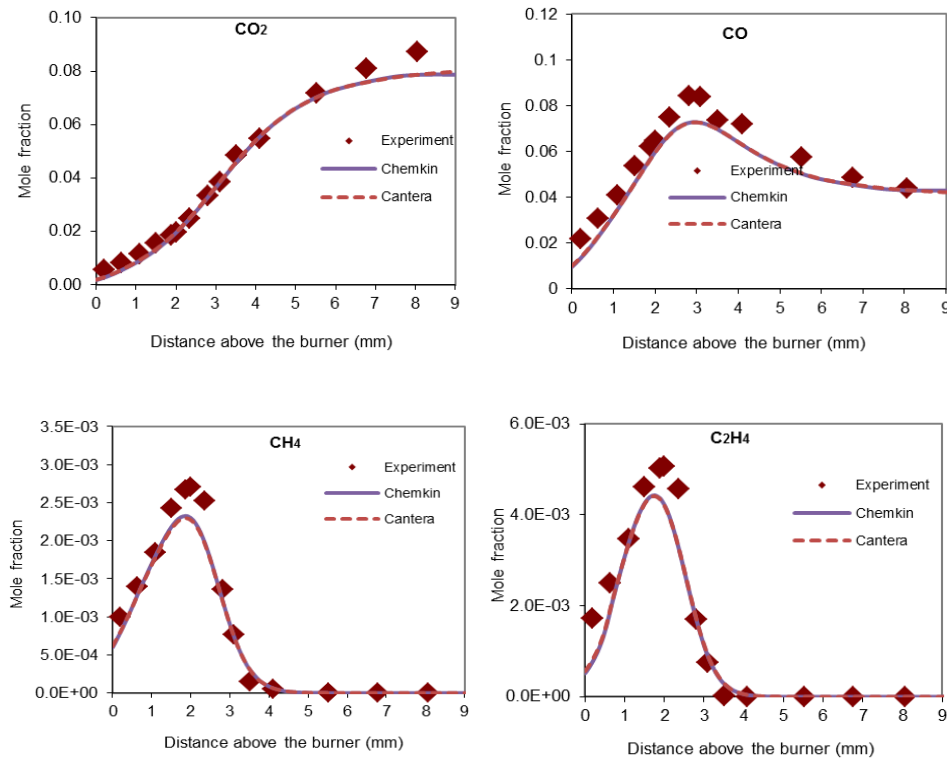 CO2
0.10
0.08
0.06
0.04
0.02
0.00
Mole fraction
Experiment
Chemkin
Cantera
0 1 2 3 4 5 6 7 8 9
Distance above the burner (mm)
CO
0.12
0.1
0.08
0.06
0.04
0.02
0
Mole fraction
Experiment
Chemkin
Cantera
0 1 2 3 4 5 6 7 8 9
Distance above the burner (mm)
CH4
3.5E-03
3.0E-03
2.5E-03
2.0E-03
1.5E-03
1.0E-03
5.0E-04
0.0E+00
Mole fraction
Experiment
Chemkin
Cantera
0 1 2 3 4 5 6 7 8 9
Distance above the burner (mm)
C2H4
6.0E-03
4.0E-03
2.0E-03
0.0E+00
Mole fraction
Experiment
Chemkin
Cantera
0 1 2 3 4 5 6 7 8 9
Distance above the burner (mm)